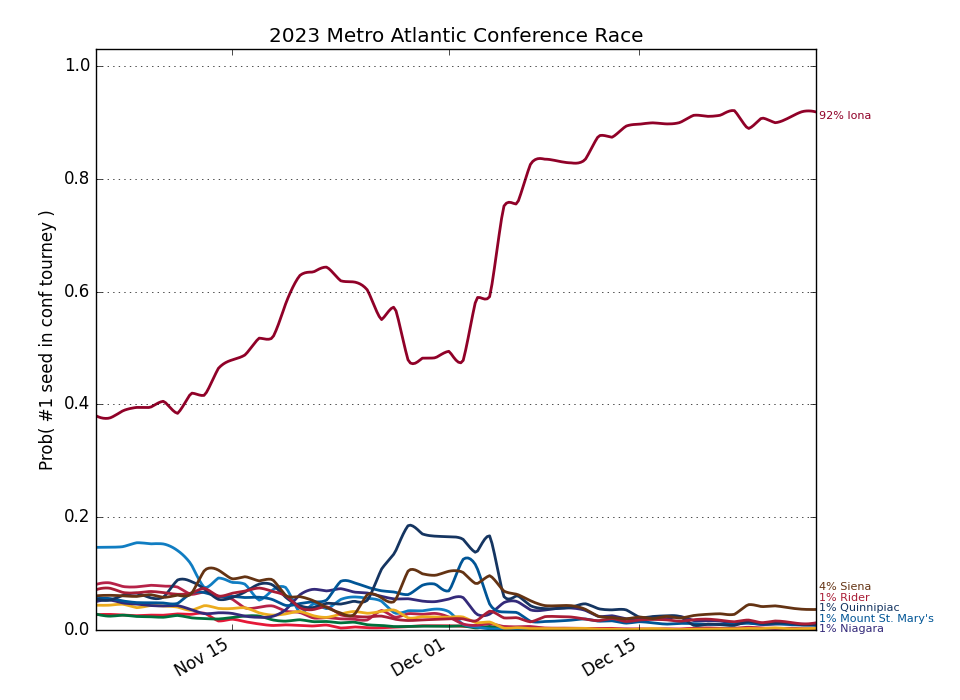 2023 Metro Atlantic Conference Race
Prob( #1 seed in conf tourney )
1.0
0.8
0.6
0.4
0.2
0.0
Nov 15
Dec 01
Dec 15
92% Iona
4% Siena
1% Rider
1% Quinnipiac
1% Mount St. Mary's
1% Niagara